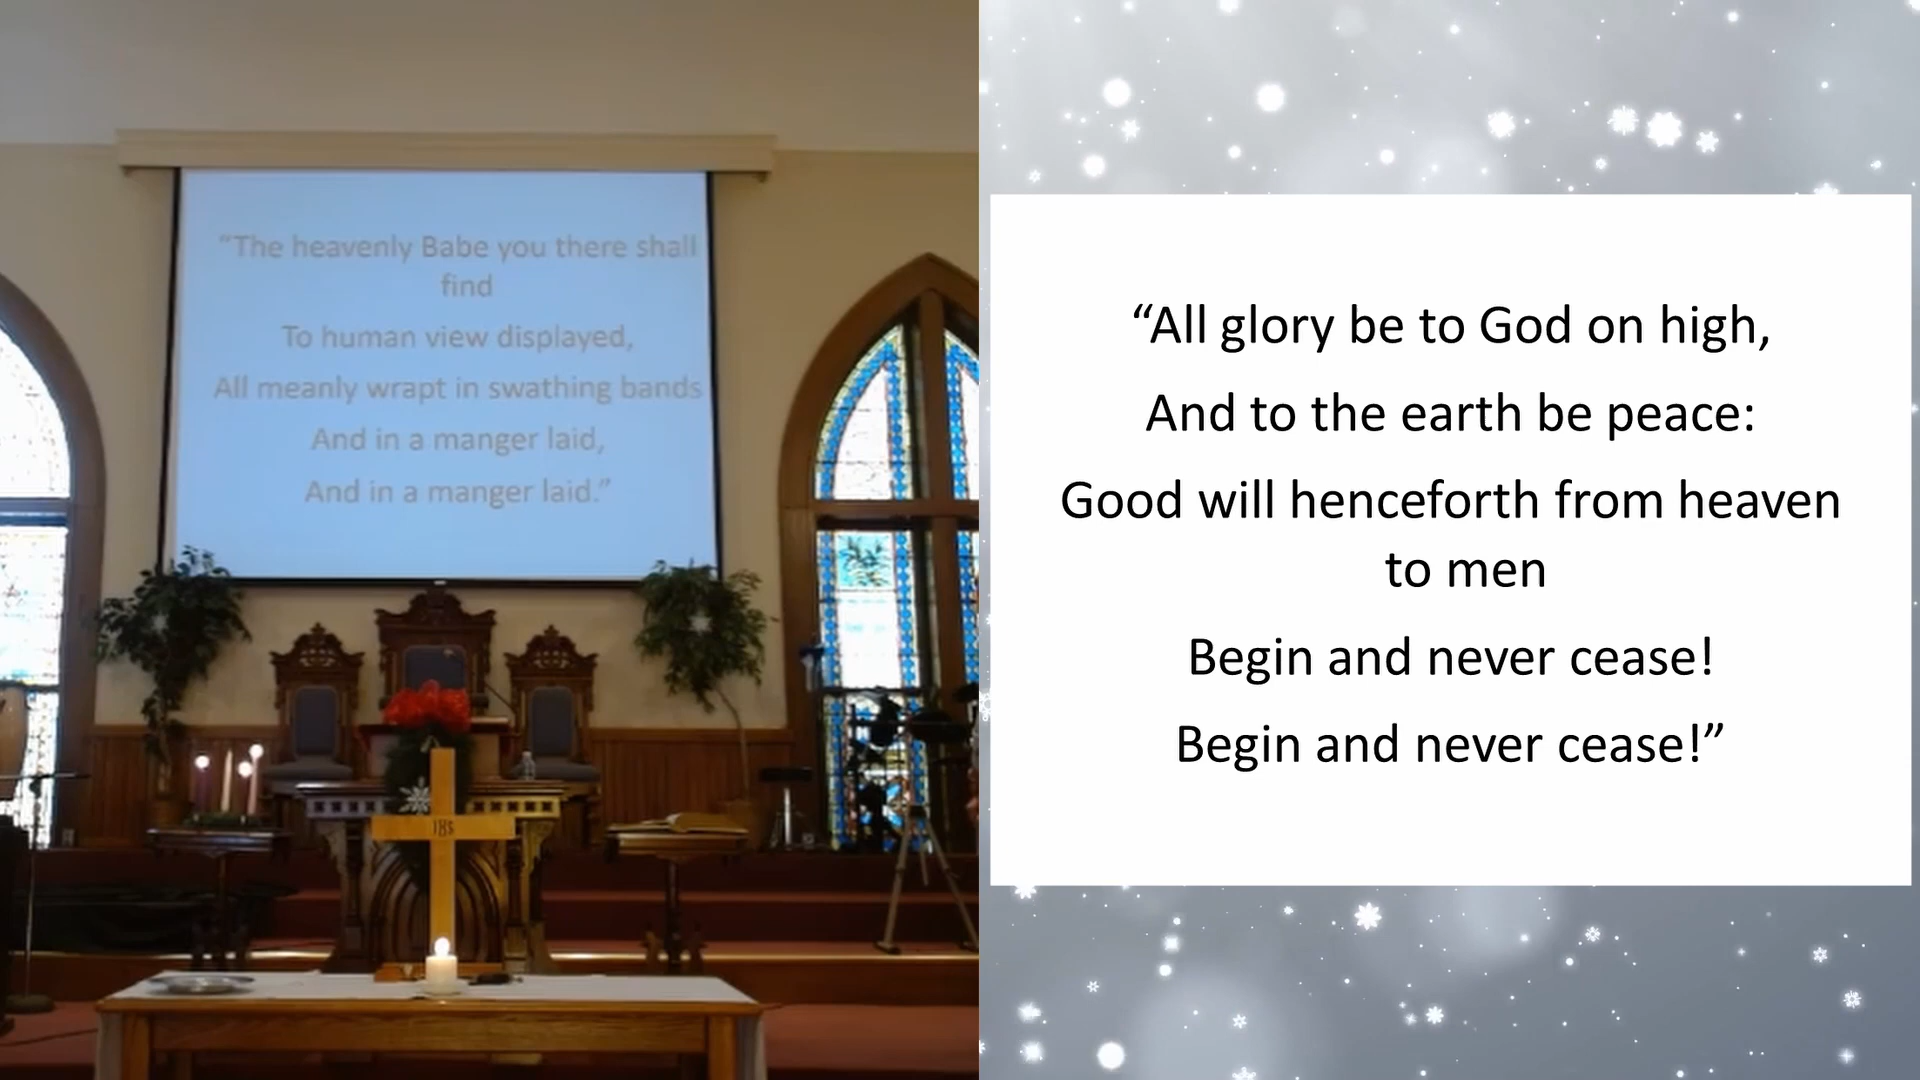 “The heavenly Babe you there shall
find
To human view displayed,
All meanly wrapt in swathing bands
And in a manger laid,
And in a manger laid.”
IHS
“All glory be to God on high,
And to the earth be peace:
Good will henceforth from heaven
to men
Begin and never cease!
Begin and never cease!”